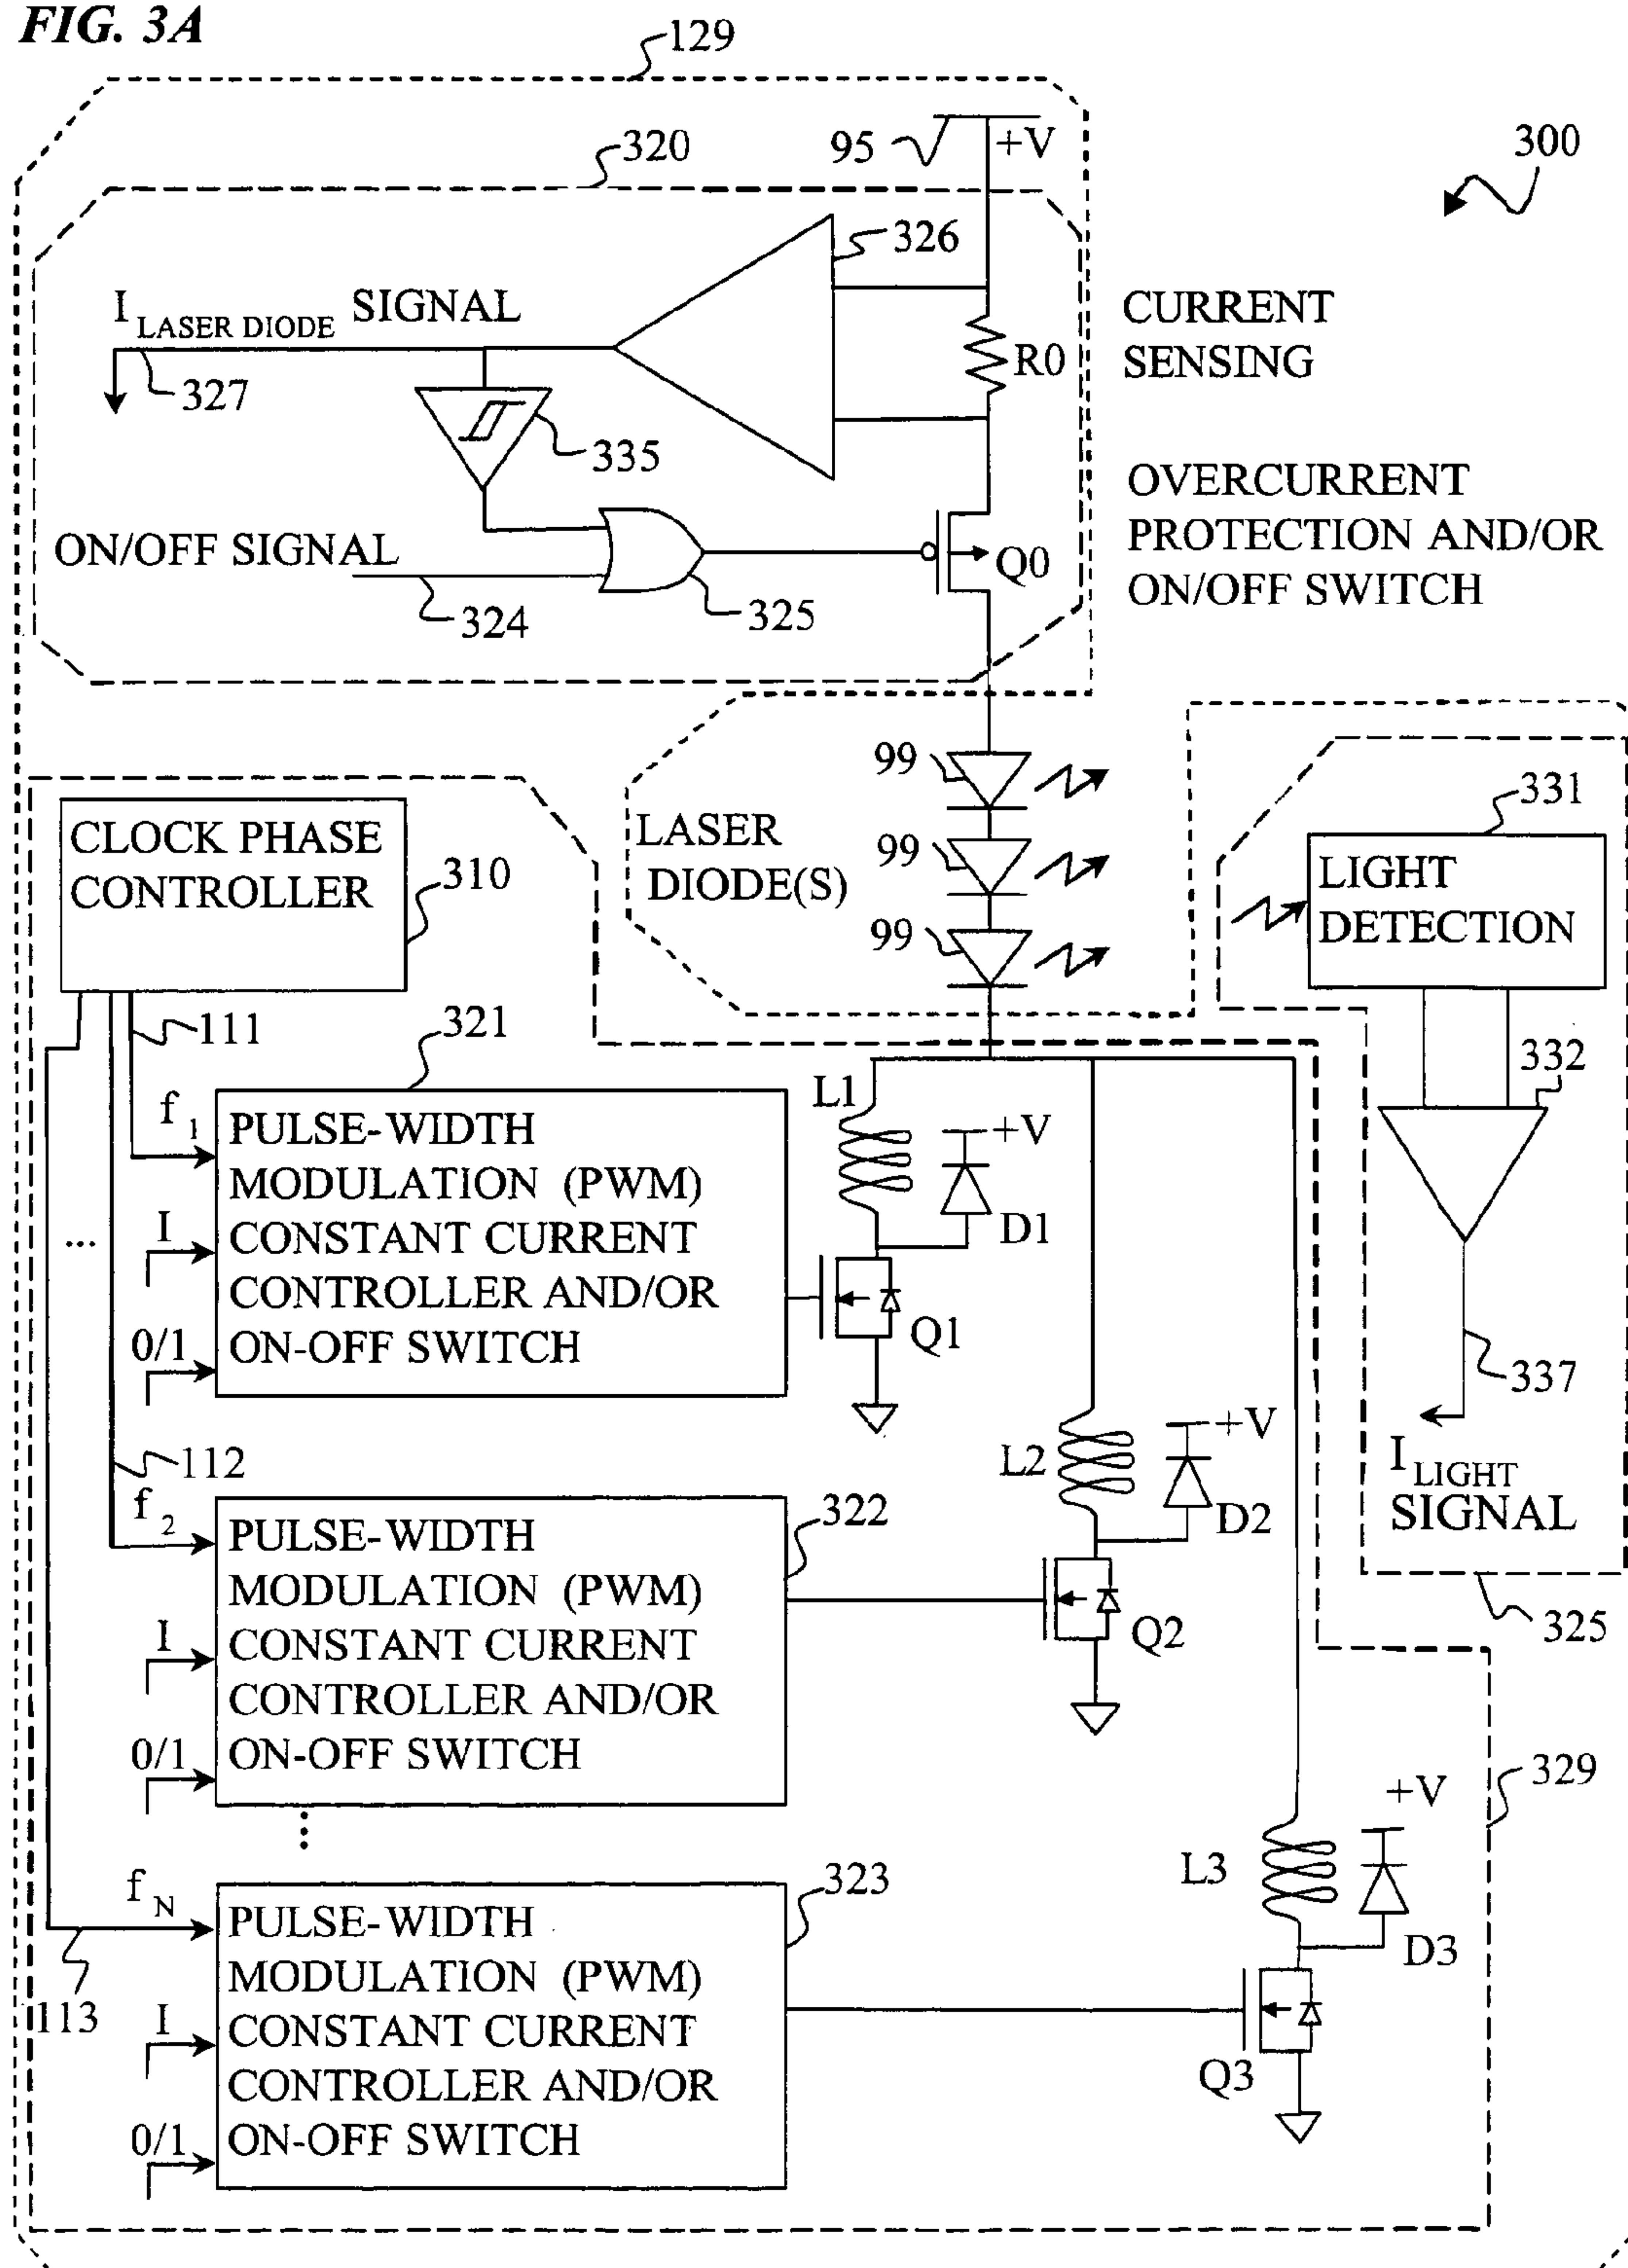 FIG. 3A
129
95
+V
300
320
326
I LASER DIODE SIGNAL
327
R0
CURRENT
SENSING
335
ON/OFF SIGNAL
324
325
Q0
OVERCURRENT
PROTECTION AND/OR
ON/OFF SWITCH
99
99
99
LASER
DIODE(S)
331
LIGHT
DETECTION
332
337
I LIGHT
SIGNAL
325
CLOCK PHASE
CONTROLLER
310
111
321
f 1
I
0/1
...
PULSE-WIDTH
MODULATION (PWM)
CONSTANT CURRENT
CONTROLLER AND/OR
ON-OFF SWITCH
L1
+V
D1
Q1
112
322
f 2
I
0/1
PULSE-WIDTH
MODULATION (PWM)
CONSTANT CURRENT
CONTROLLER AND/OR
ON-OFF SWITCH
L2
+V
D2
Q2
329
323
f N
113
I
0/1
PULSE-WIDTH
MODULATION (PWM)
CONSTANT CURRENT
CONTROLLER AND/OR
ON-OFF SWITCH
L3
+V
D3
Q3